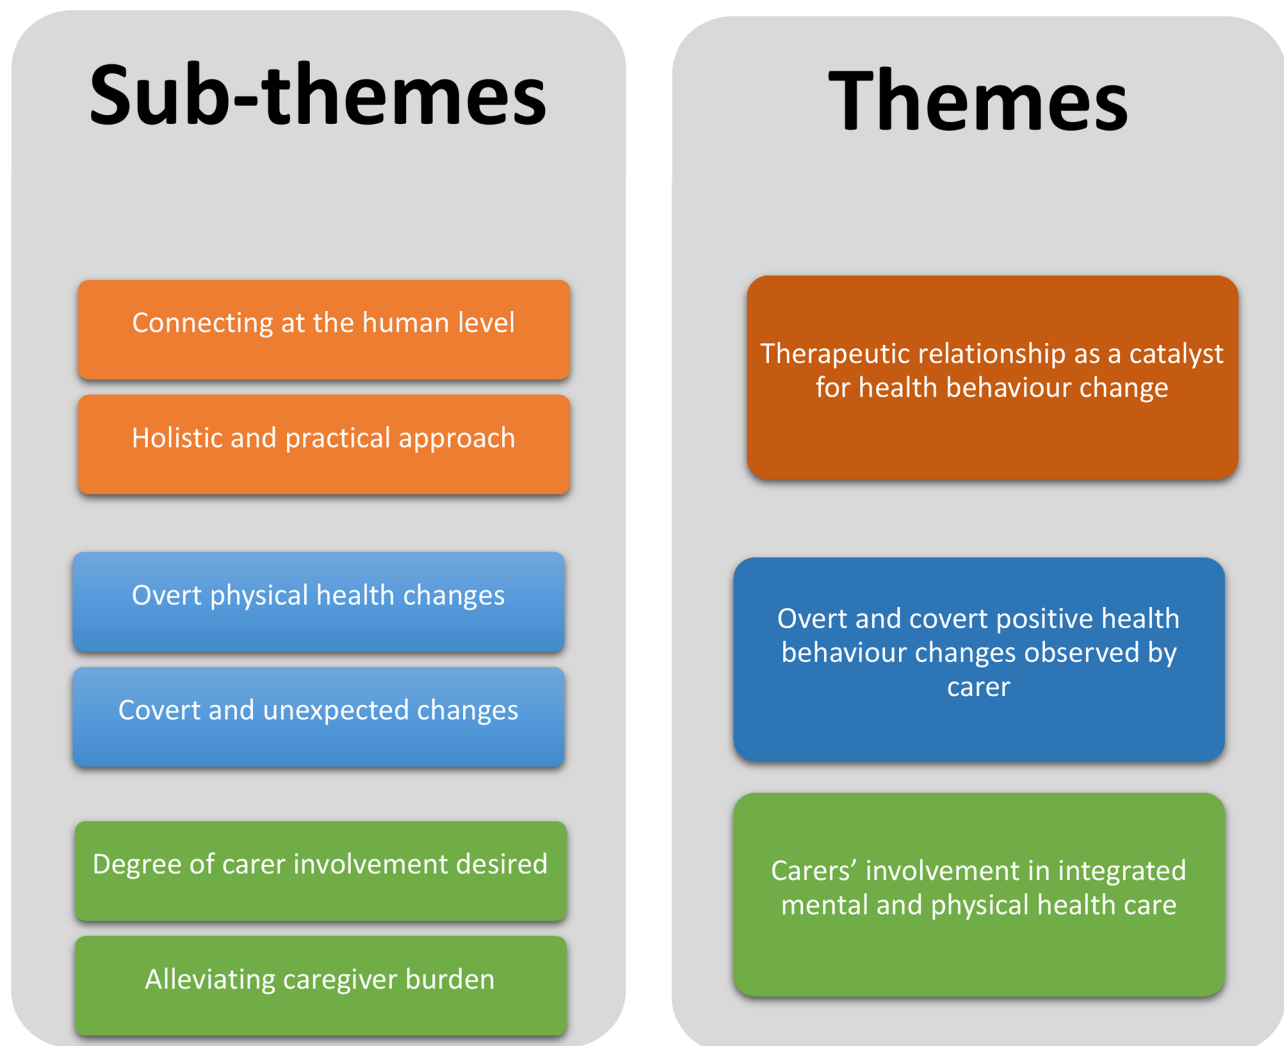 Sub-themes
Connecting at the human level
Holistic and practical approach
Overt physical health changes
Covert and unexpected changes
Degree of carer involvement desired
Alleviating caregiver burden
Themes
Therapeutic relationship as a catalyst
for health behaviour change
Overt and covert positive health
behaviour changes observed by
carer
Carers’ involvement in integrated
mental and physical health care